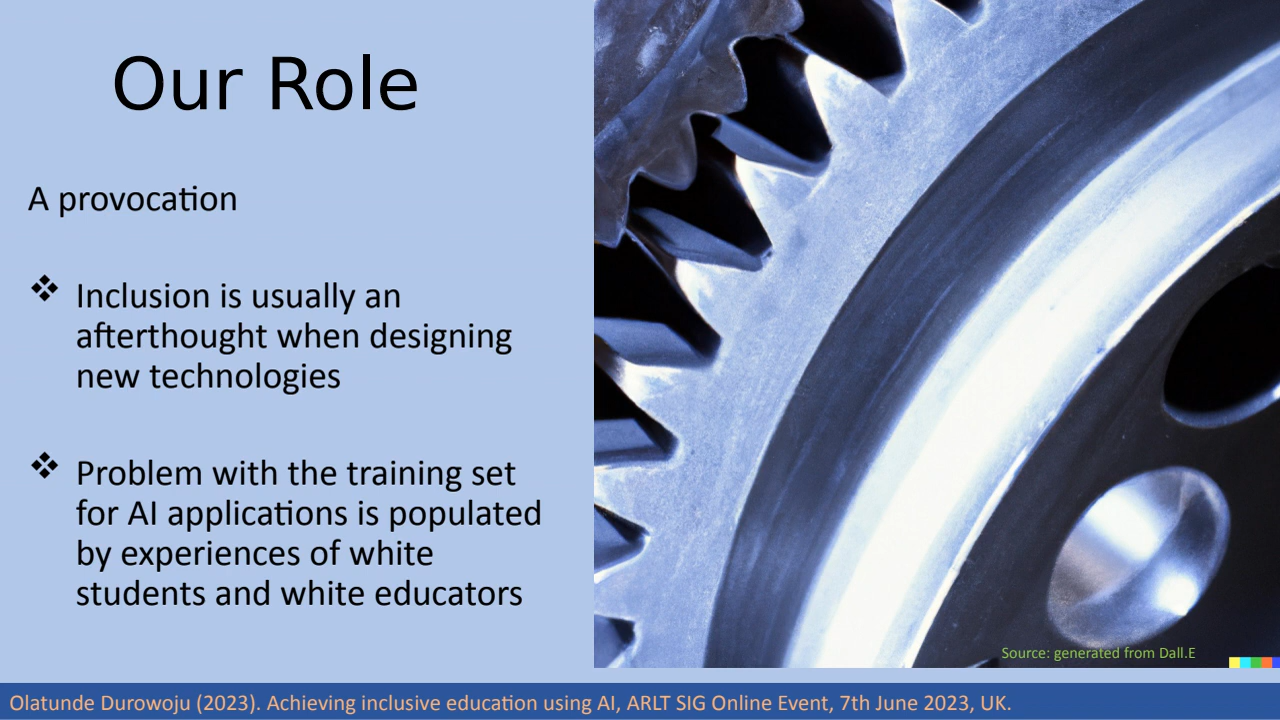 Our Role
A provocation
❖ Inclusion is usually an
afterthought when designing
new technologies
❖ Problem with the training set
for AI applications is populated
by experiences of white
students and white educators
Source: generated from Dall.E
Olatunde Durowoju (2023). Achieving inclusive education using AI, ARLT SIG Online Event, 7th June 2023, UK.